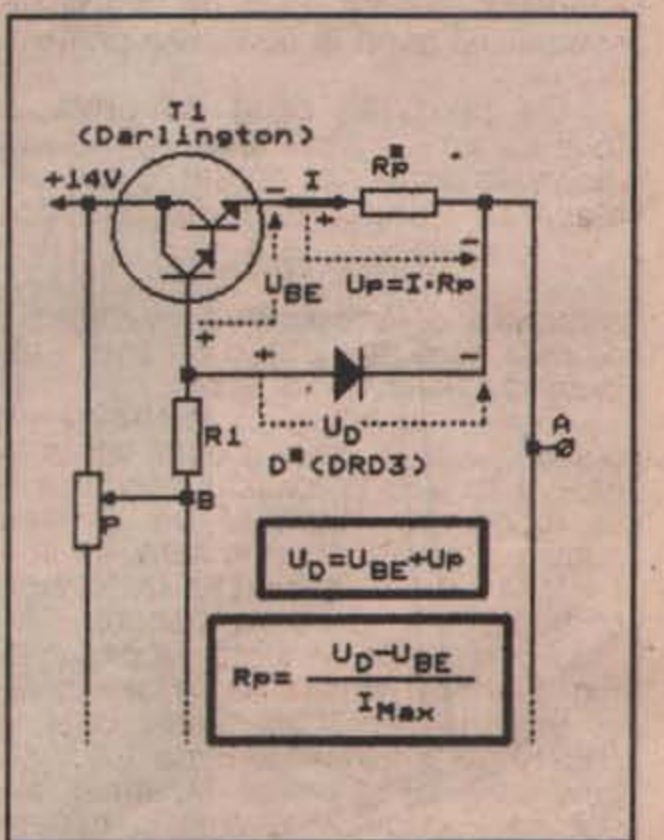 T1
(Darlington)
+14V
- I Rp*
+ -
UBE Up=I·Rp
+
+ -
R1 UD A
D*(DRD3)
P B
UD=UBE+Up
Rp= UD-UBE
IMax